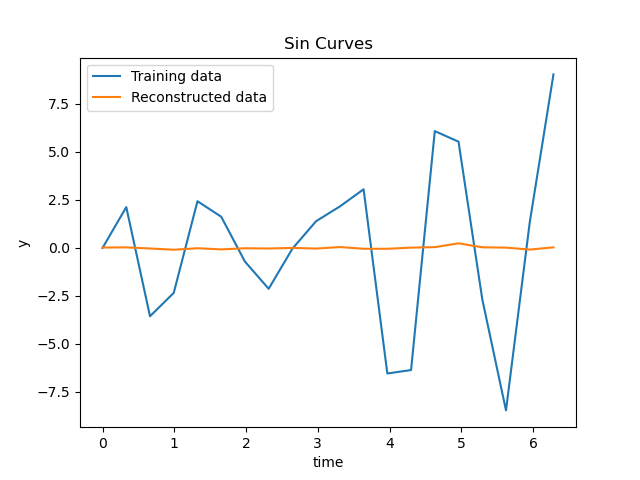 Sin Curves
Training data
Reconstructed data
7.5
5.0
2.5
0.0
−2.5
−5.0
−7.5
y
0 1 2 3 4 5 6
time